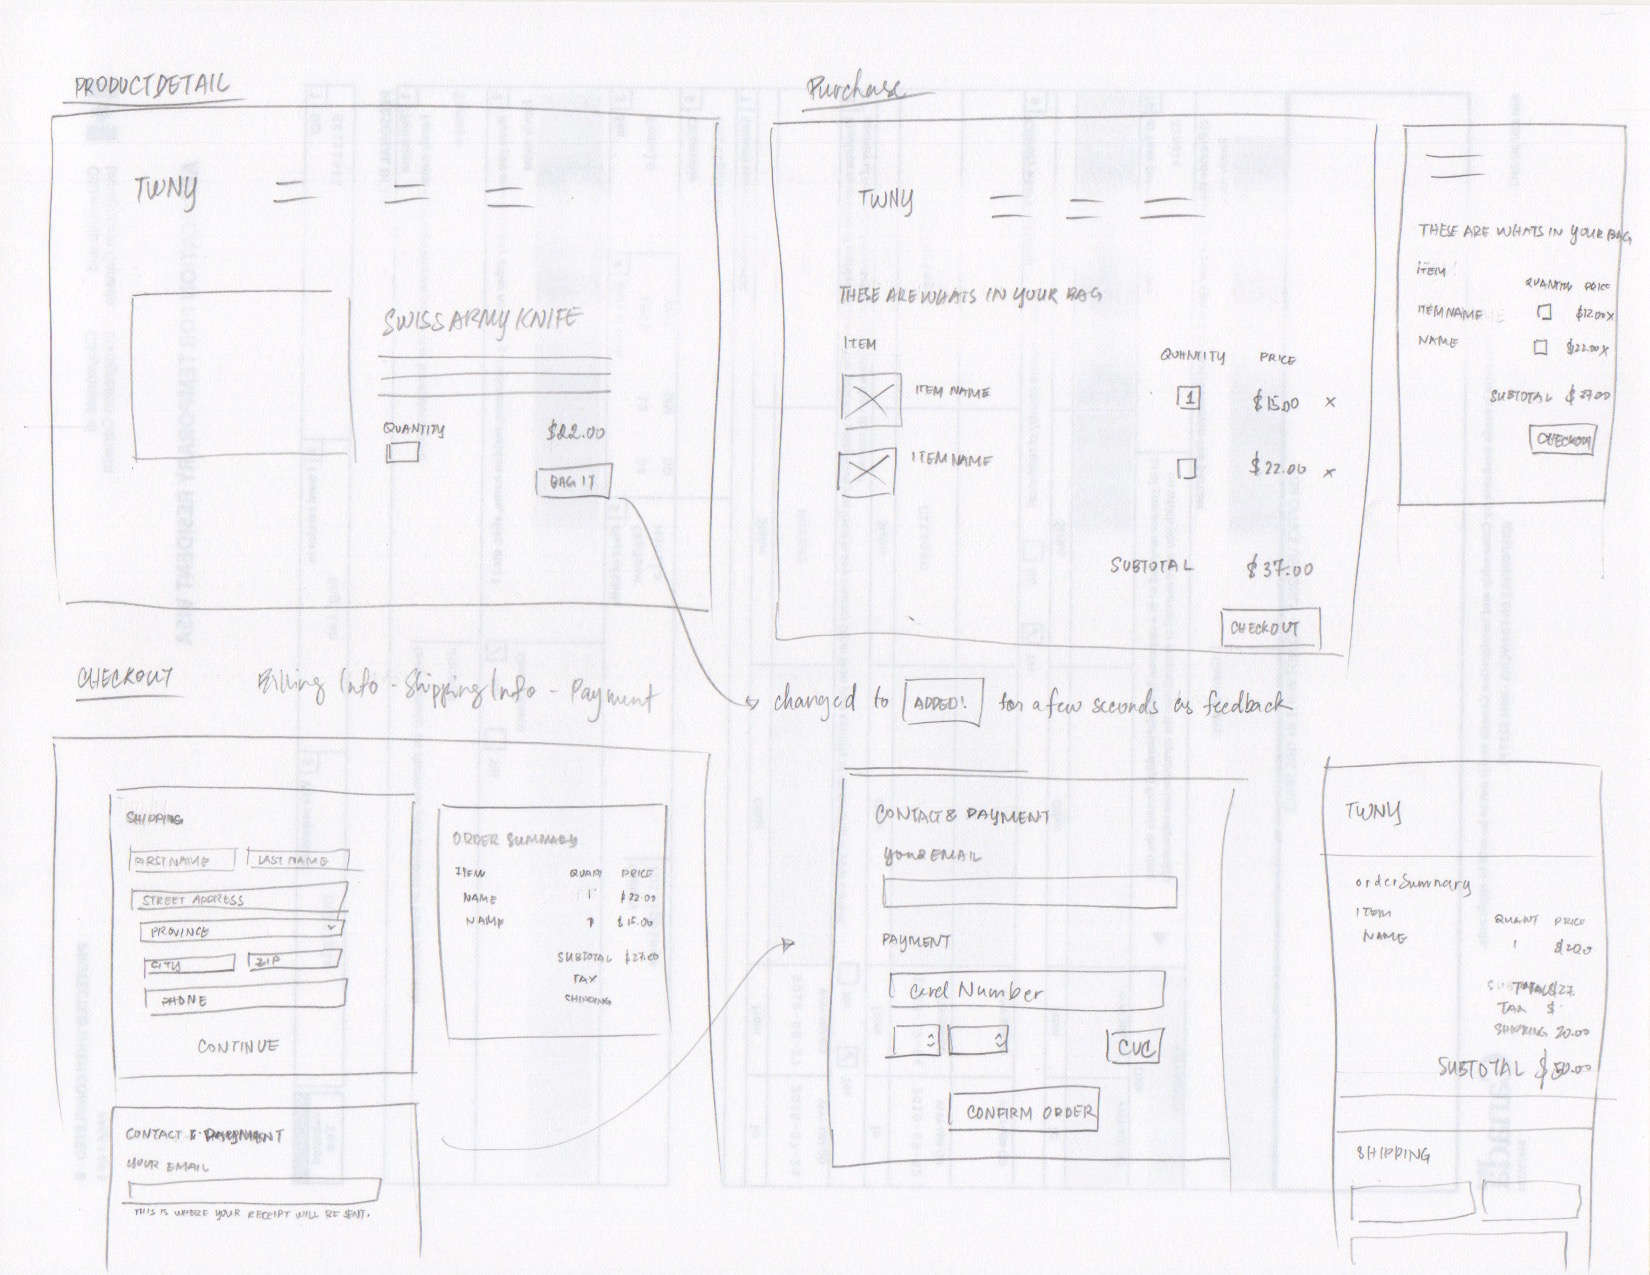 PRODUCT DETAIL
TWNY
SWISS ARMY KNIFE
QUANTITY
$22.00
BAG IT
Purchase
TWNY
THESE ARE WHATS IN YOUR BAG
ITEM
QUANTITY PRICE
ITEM NAME 1 $15.00 x
ITEM NAME $22.00 x
SUBTOTAL $37.00
CHECKOUT
THESE ARE WHATS IN YOUR BAG
ITEM
QUANTITY PRICE
ITEM NAME $12.00 x
NAME $22.00 x
SUBTOTAL $37.00
CHECKOUT
changed to ADDED! for a few seconds as feedback
CHECKOUT
Billing Info - Shipping Info - Payment
SHIPPING
FIRST NAME LAST NAME
STREET ADDRESS
PROVINCE
CITY ZIP
PHONE
CONTINUE
ORDER SUMMARY
ITEM QUANT PRICE
NAME 1 $22.00
NAME 1 $15.00
SUBTOTAL $27.00
TAX
SHIPPING
CONTACT & PAYMENT
YOUR EMAIL
THIS IS WHERE YOUR RECEIPT WILL BE SENT.
CONTACT & PAYMENT
YOUR EMAIL
PAYMENT
Card Number
CVC
CONFIRM ORDER
TWNY
order Summary
ITEM
QUANT PRICE
NAME 1
TAX $
SHIPPING 20.00
SUBTOTAL $50.00
SHIPPING